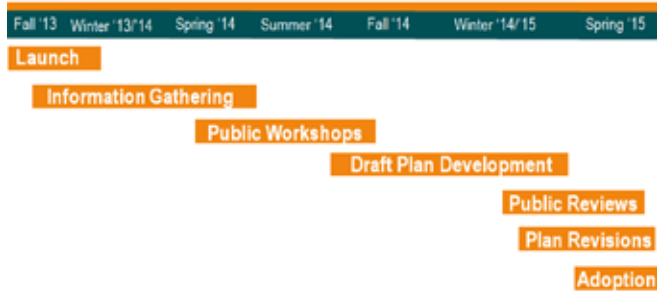 Fall '13 Winter '13/'14 Spring '14 Summer '14 Fall '14 Winter '14/'15 Spring '15
Launch
Information Gathering
Public Workshops
Draft Plan Development
Public Reviews
Plan Revisions
Adoption